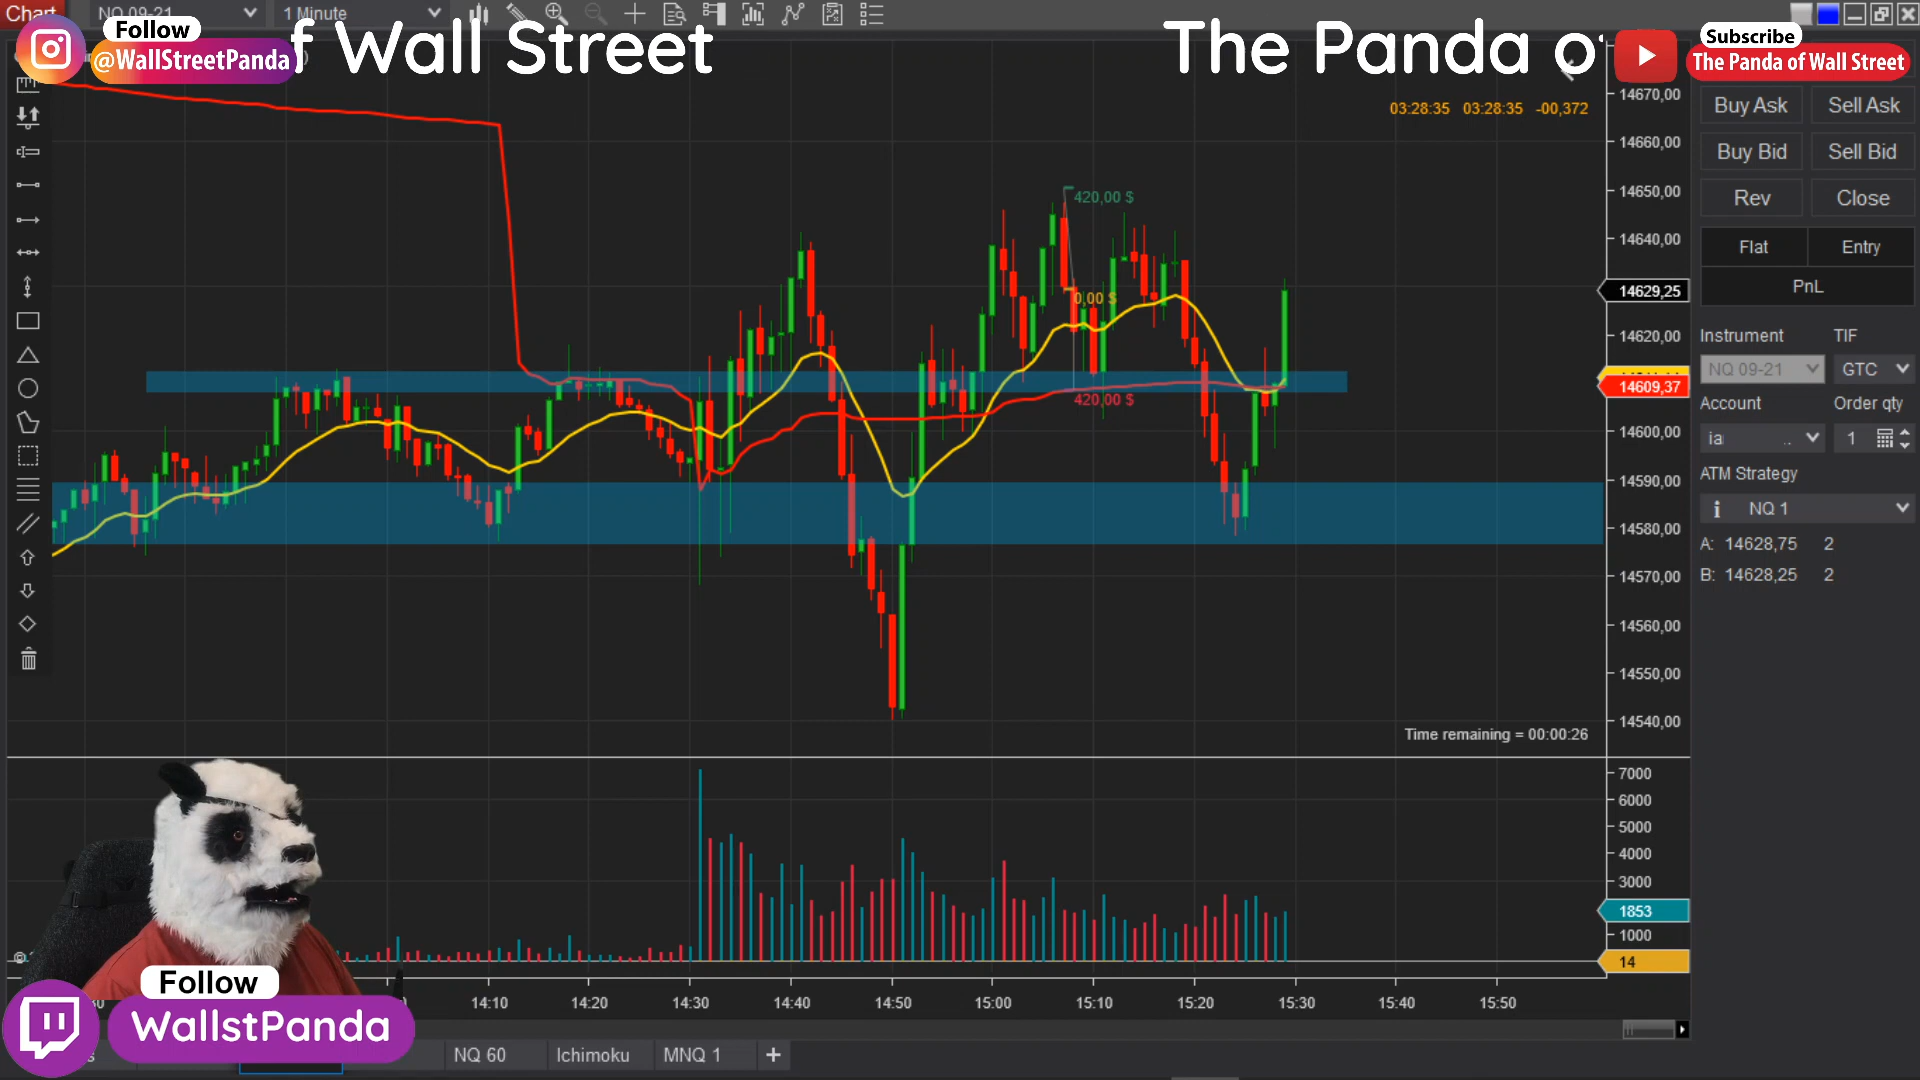 Chart
NQ 09-21
1 Minute
Follow
@WallStreetPanda
f Wall Street
The Panda o
Subscribe
The Panda of Wall Street
03:28:35 03:28:35 -00,372
14670,00
14660,00
14650,00
14640,00
14629,25
14620,00
14609,37
14600,00
14590,00
14580,00
14570,00
14560,00
14550,00
14540,00
420,00 $
0,00 $
420,00 $
Time remaining = 00:00:26
Buy Ask
Sell Ask
Buy Bid
Sell Bid
Rev
Close
Flat
Entry
PnL
Instrument
TIF
NQ 09-21
GTC
Account
Order qty
ia
..
1
ATM Strategy
NQ 1
A: 14628,75 2
B: 14628,25 2
7000
6000
5000
4000
3000
1853
1000
14
14:10
14:20
14:30
14:40
14:50
15:00
15:10
15:20
15:30
15:40
15:50
Follow
WallstPanda
NQ 60
Ichimoku
MNQ 1
+